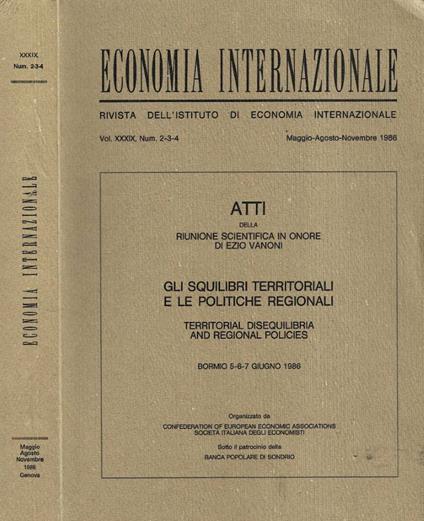 XXXIX,
Num. 2-3-4
ECONOMIA INTERNAZIONALE
Maggio
Agosto
Novembre
1986
Genova
ECONOMIA INTERNAZIONALE
RIVISTA DELL'ISTITUTO DI ECONOMIA INTERNAZIONALE
Vol. XXXIX, Num. 2-3-4 Maggio-Agosto-Novembre 1986
ATTI
DELLA
RIUNIONE SCIENTIFICA IN ONORE
DI EZIO VANONI
GLI SQUILIBRI TERRITORIALI
E LE POLITICHE REGIONALI
TERRITORIAL DISEQUILIBRIA
AND REGIONAL POLICIES
BORMIO 5-6-7 GIUGNO 1986
Organizzato da
CONFEDERATION OF EUROPEAN ECONOMIC ASSOCIATIONS
SOCIETÀ ITALIANA DEGLI ECONOMISTI
Sotto il patrocinio della
BANCA POPOLARE DI SONDRIO